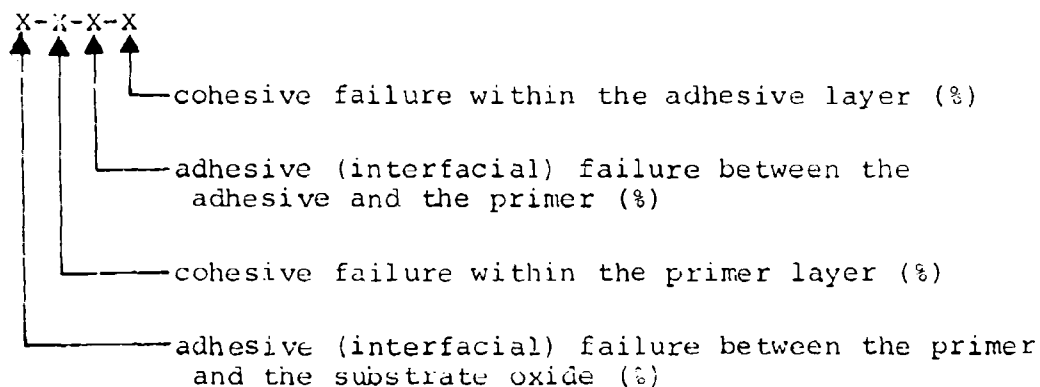 X-X-X-X
cohesive failure within the adhesive layer (%)
adhesive (interfacial) failure between the
adhesive and the primer (%)
cohesive failure within the primer layer (%)
adhesive (interfacial) failure between the primer
and the substrate oxide (%)